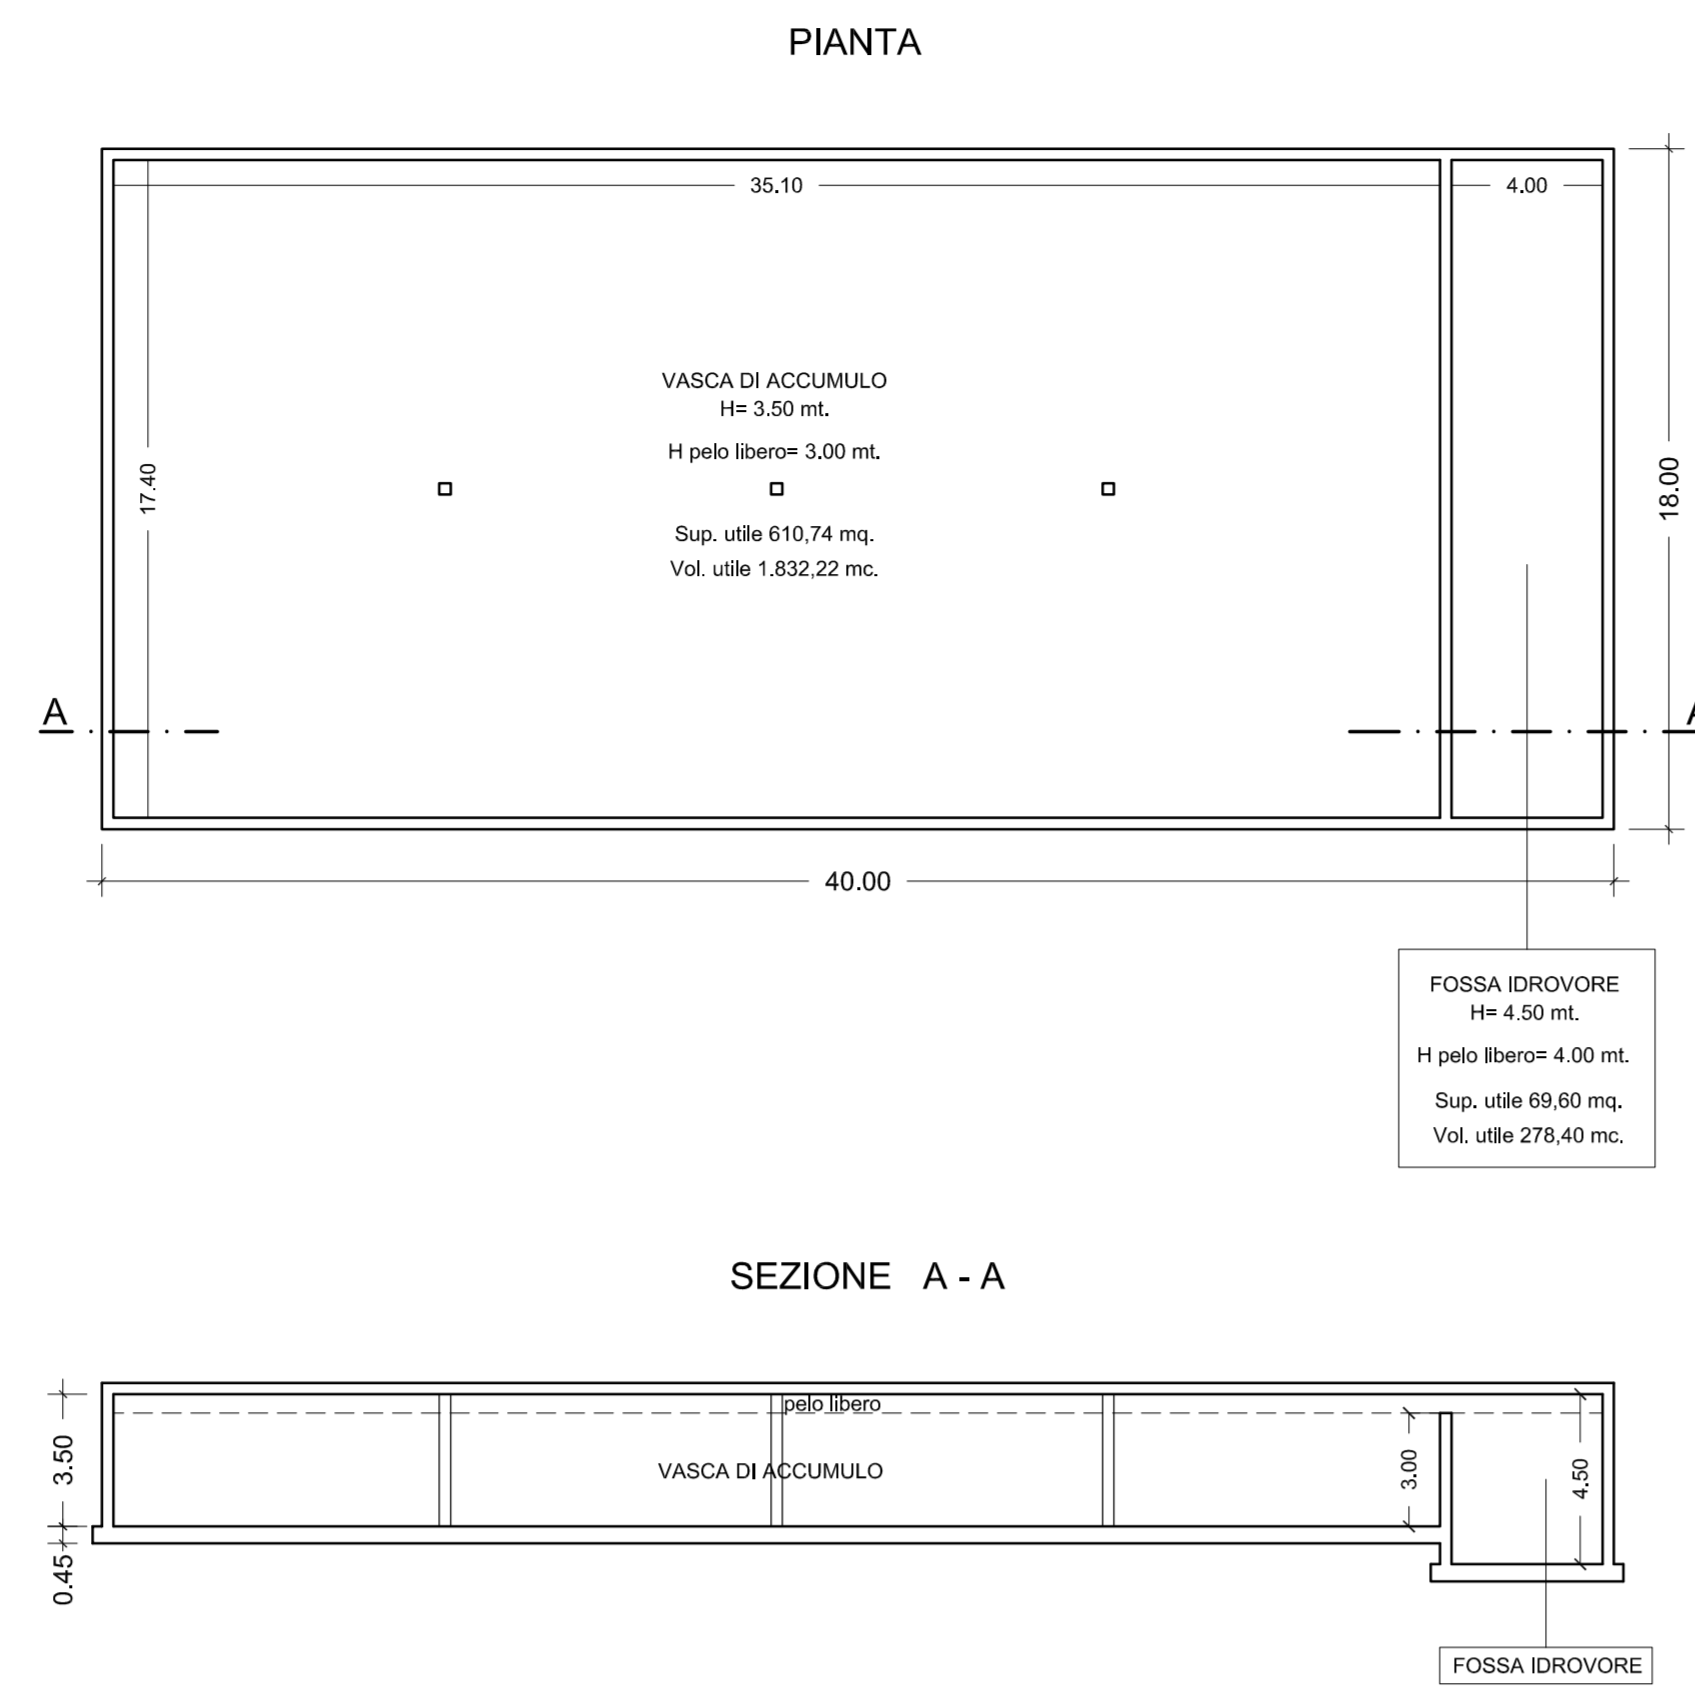 PIANTA
35.10
4.00
VASCA DI ACCUMULO
H= 3.50 mt.
H pelo libero= 3.00 mt.
17.40
18.00
Sup. utile 610,74 mq.
Vol. utile 1.832,22 mc.
A
A
40.00
FOSSA IDROVORE
H= 4.50 mt.
H pelo libero= 4.00 mt.
Sup. utile 69,60 mq.
Vol. utile 278,40 mc.
SEZIONE A - A
pelo libero
3.50
VASCA DI ACCUMULO
3.00
4.50
0.45
FOSSA IDROVORE